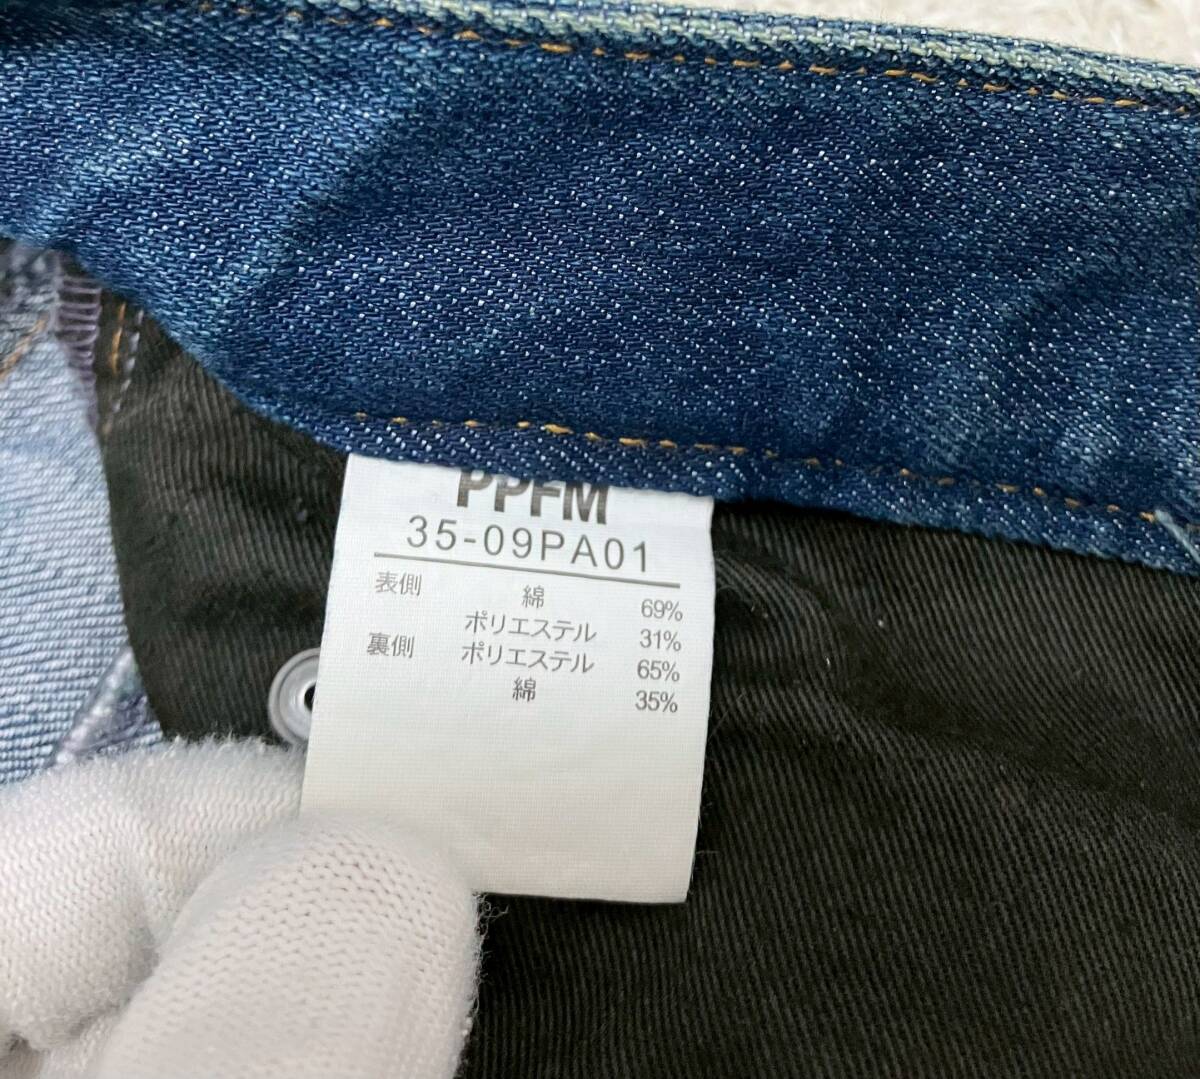 PPFM
35-09PA01
表側 綿 69%
ポリエステル 31%
裏側 ポリエステル 65%
綿 35%